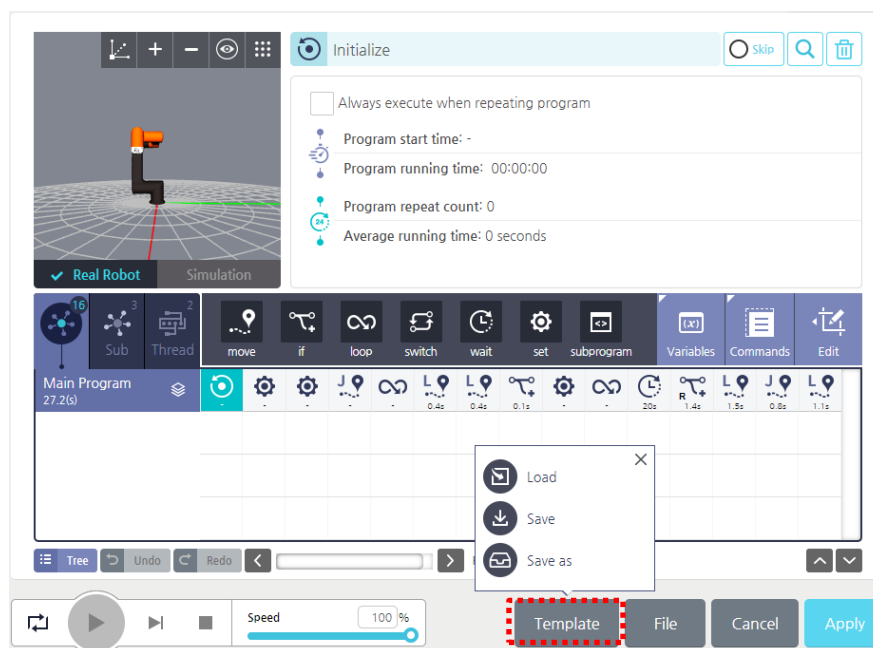 Initialize
Skip
Always execute when repeating program
Program start time: -
Program running time: 00:00:00
24
Program repeat count: 0
Average running time: 0 seconds
Real Robot
Simulation
16
3
2
Sub
Thread
move
if
loop
switch
wait
set
subprogram
(x)
Variables
Commands
Edit
Main Program
27.2(s)
J
L
L
R
L
J
L
-
-
-
-
-
0.4s
0.4s
0.1s
-
-
20s
1.4s
1.5s
0.8s
1.1s
Load
Save
Save as
Tree
Undo
Redo
Speed
100 %
Template
File
Cancel
Apply